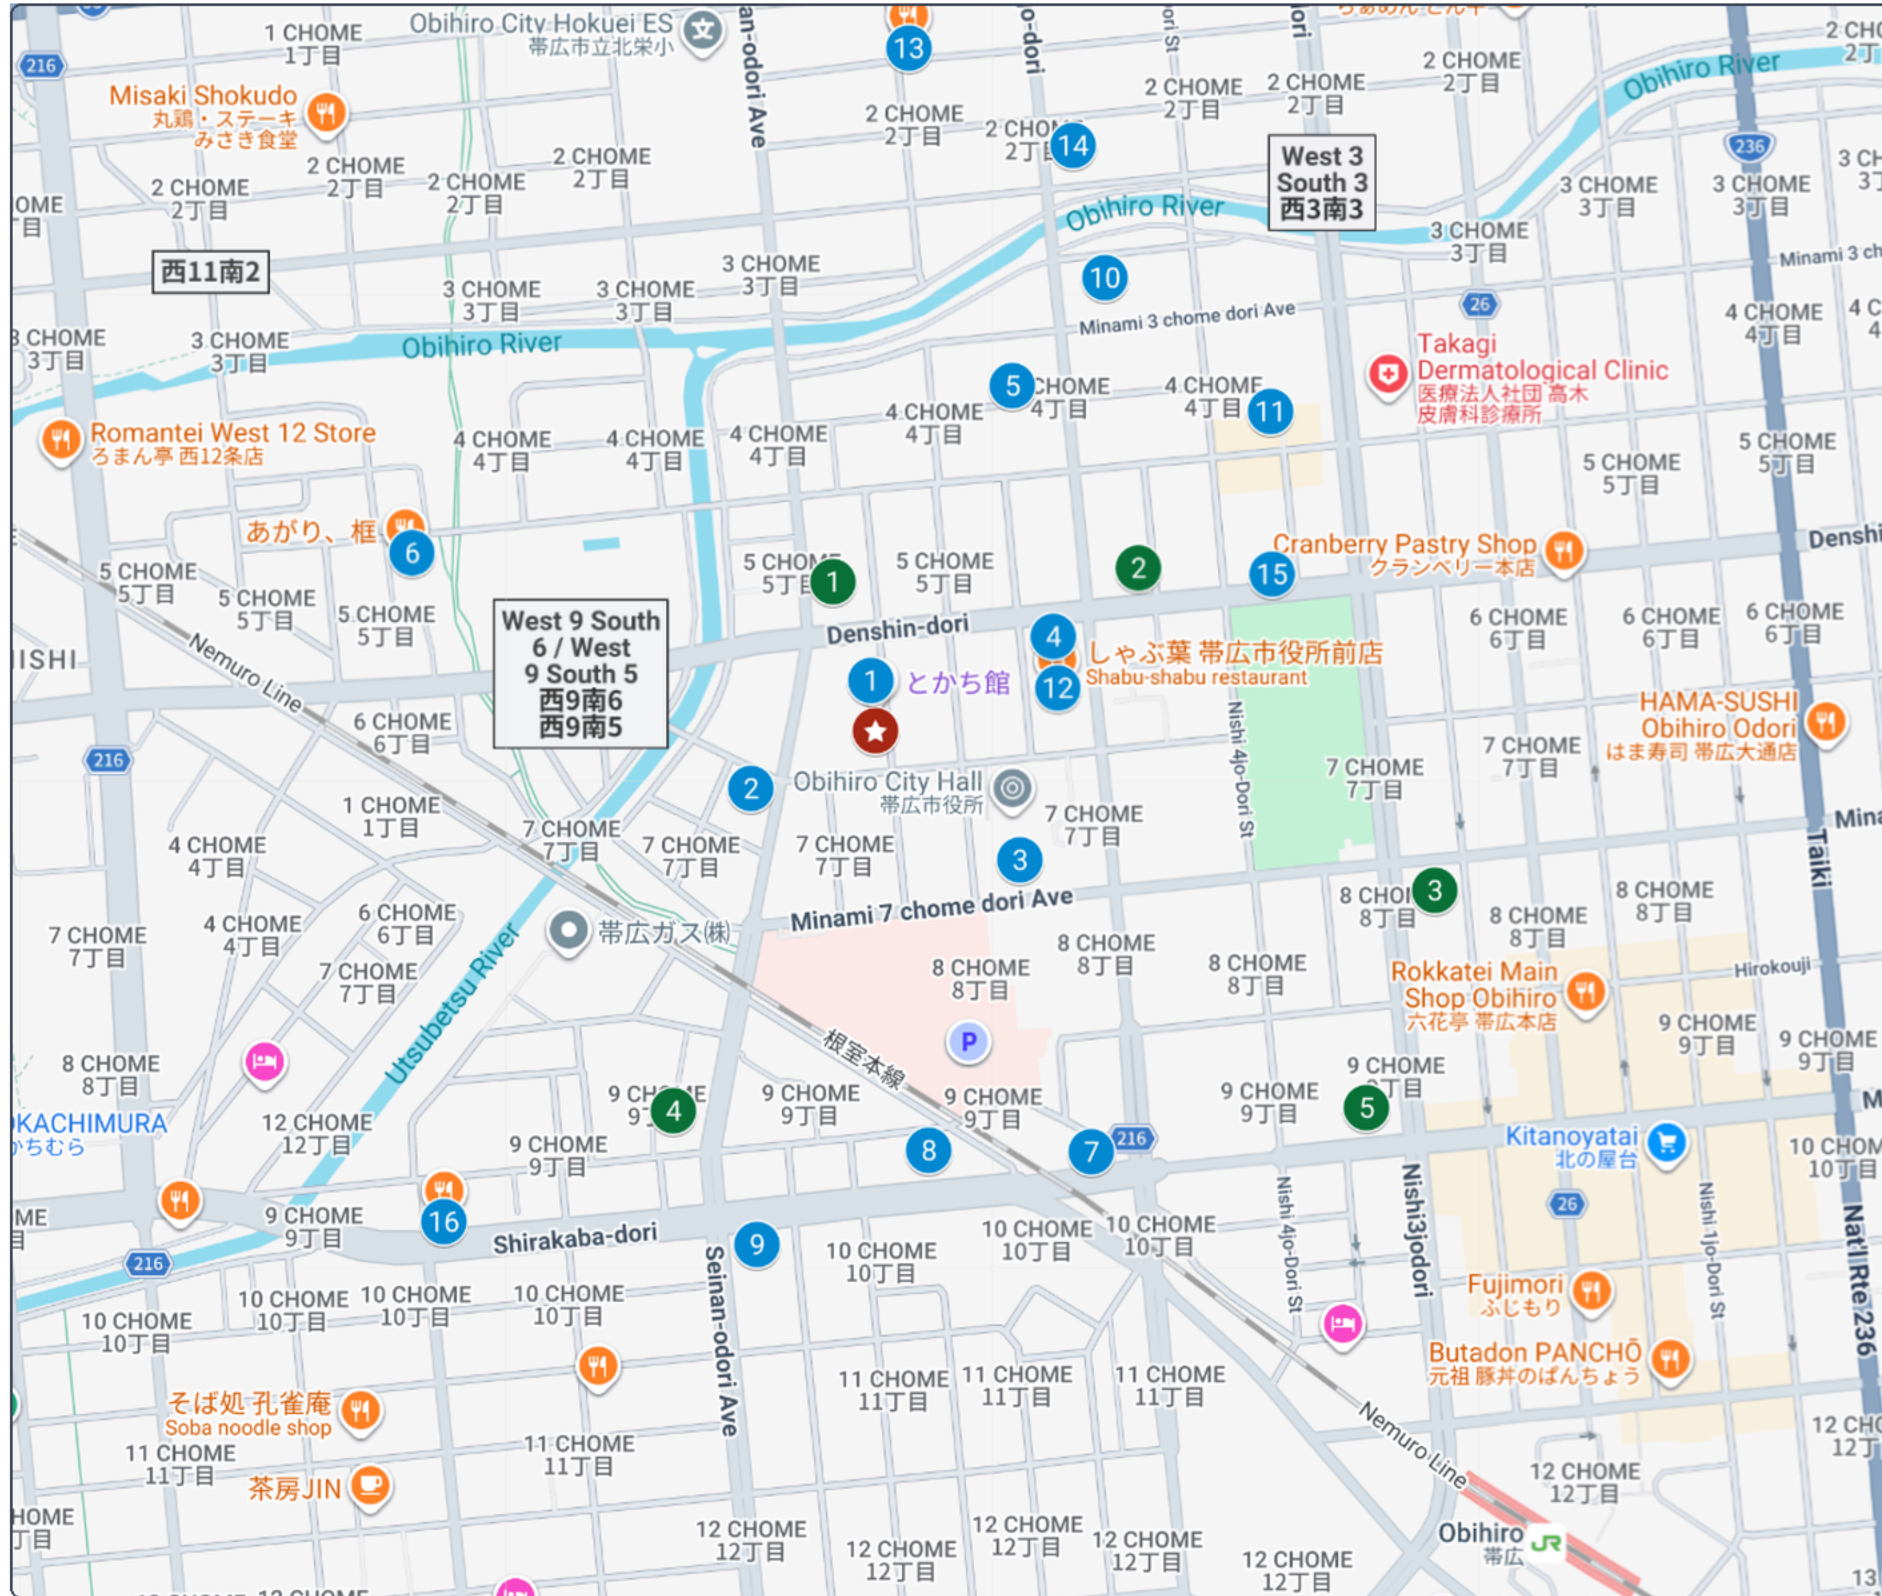 216
1 CHOME
1丁目
Obihiro City Hokuei ES
帯広市立北栄小
13
Misaki Shokudo
丸鶏・ステーキ
みさき食堂
an-odori Ave
o-dori
ori St
ori
2 CHOME
2丁目
2 CHOME
2丁目
2 CHOME
2丁目
2 CHOME
2丁目
2 CHOME
2丁目
2 CHOME
2丁目
2 CHOME
2丁目
2 CHOME
2丁目
2 CHOME
2丁目
14
Obihiro River
236
West 3
South 3
西3南3
Obihiro River
3 CHOME
3丁目
3 CHOME
3丁目
3 CHOME
3丁目
西11南2
3 CHOME
3丁目
3 CHOME
3丁目
3 CHOME
3丁目
10
Minami 3 chome dori Ave
Minami 3 ch
26
4 CHOME
4丁目
3 CHOME
3丁目
3 CHOME
3丁目
Obihiro River
Takagi
Dermatological Clinic
医療法人社団 高木
皮膚科診療所
5
CHOME
4丁目
4 CHOME
4丁目
11
4 CHOME
4丁目
4 CHOME
4丁目
4 CHOME
4丁目
4 CHOME
4丁目
Romantei West 12 Store
ろまん亭 西12条店
5 CHOME
5丁目
5 CHOME
5丁目
あがり、框
6
5 CHOME
5丁目
5 CHOME
5丁目
5 CHOME
5丁目
5 CHOME
5丁目
1
5 CHOME
5丁目
2
15
Cranberry Pastry Shop
クランベリー本店
Denshi
Nemuro Line
West 9 South
6 / West
9 South 5
西9南6
西9南5
Denshin-dori
4
しゃぶ葉 帯広市役所前店
Shabu-shabu restaurant
12
1
とかち館
6 CHOME
6丁目
6 CHOME
6丁目
6 CHOME
6丁目
ISHI
6 CHOME
6丁目
216
HAMA-SUSHI
Obihiro Odori
はま寿司 帯広大通店
Nishi 4jo-Dori St
7 CHOME
7丁目
7 CHOME
7丁目
2
Obihiro City Hall
帯広市役所
7 CHOME
7丁目
1 CHOME
1丁目
4 CHOME
4丁目
7 CHOME
7丁目
7 CHOME
7丁目
7 CHOME
7丁目
3
Mina
Taiki
Minami 7 chome dori Ave
3
8 CHOME
8丁目
8 CHOME
8丁目
8 CHOME
8丁目
7 CHOME
7丁目
4 CHOME
4丁目
6 CHOME
6丁目
7 CHOME
7丁目
帯広ガス㈱
Utsubetsu River
8 CHOME
8丁目
8 CHOME
8丁目
8 CHOME
8丁目
Rokkatei Main
Shop Obihiro
六花亭 帯広本店
Hirokouji
P
根室本線
8 CHOME
8丁目
OKACHIMURA
かちむら
12 CHOME
12丁目
9 CHOME
9丁目
4
9 CHOME
9丁目
9 CHOME
9丁目
9 CHOME
9丁目
9 CHOME
9丁目
5
9 CHOME
9丁目
9 CHOME
9丁目
9 CHOME
9丁目
8
7
216
Kitanoyatai
北の屋台
10 CHOM
10丁目
26
16
9 CHOME
9丁目
216
Shirakaba-dori
9
Seinan-odori Ave
10 CHOME
10丁目
10 CHOME
10丁目
10 CHOME
10丁目
Nishi 4jo-Dori St
Nishi3jodori
Nishi 1jo-Dori St
Nat'l Rte 236
10 CHOME
10丁目
10 CHOME
10丁目
10 CHOME
10丁目
10 CHOME
10丁目
Fujimori
ふじもり
Butadon PANCHŌ
元祖 豚丼のぱんちょう
11 CHOME
11丁目
11 CHOME
11丁目
11 CHOME
11丁目
そば処 孔雀庵
Soba noodle shop
11 CHOME
11丁目
11 CHOME
11丁目
茶房JIN
Nemuro Line
12 CHOME
12丁目
12 CHOME
12丁目
12 CHOME
12丁目
12 CHOME
12丁目
12 CHOME
12丁目
12 CHOME
12丁目
Obihiro
帯広
JR